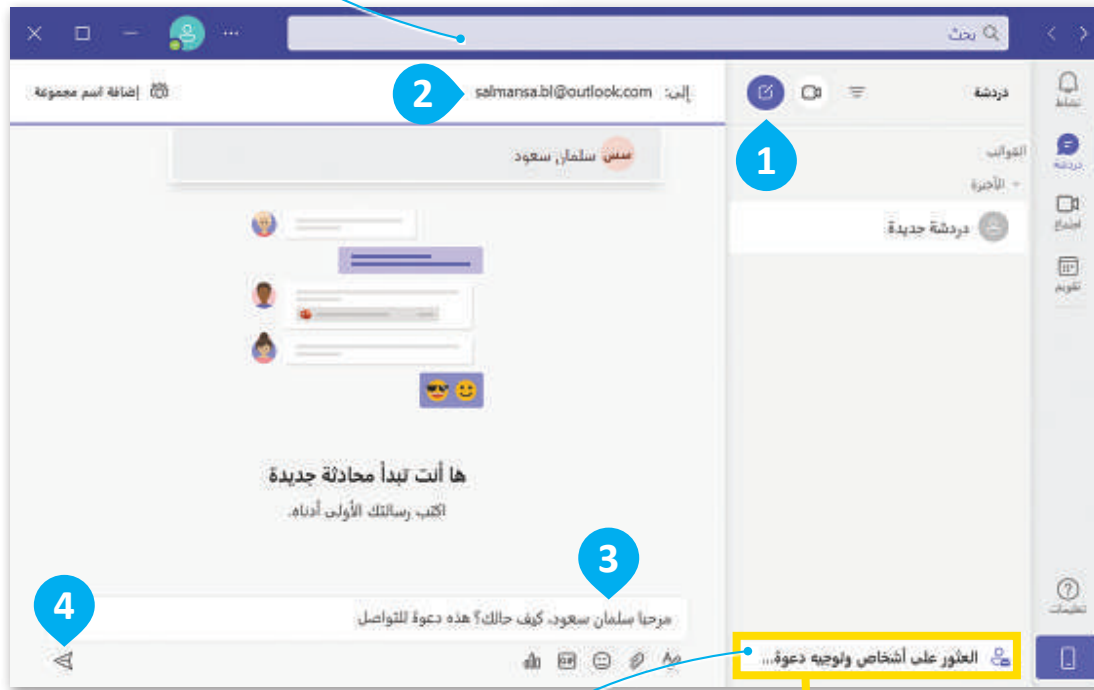 بحث
نشاط
دردشة
اجتماع
تقويم
تعليمات
دردشة
1
القوالب
الأخيرة
دردشة جديدة
العثور على أشخاص وتوجيه دعوة...
إلى: salmansa.bl@outlook.com
2
إضافة اسم مجموعة
سس سلمان سعود
ها أنت تبدأ محادثة جديدة
اكتب رسالتك الأولى أدناه.
3
مرحبا سلمان سعود، كيف حالك؟ هذه دعوة للتواصل
GIF
4